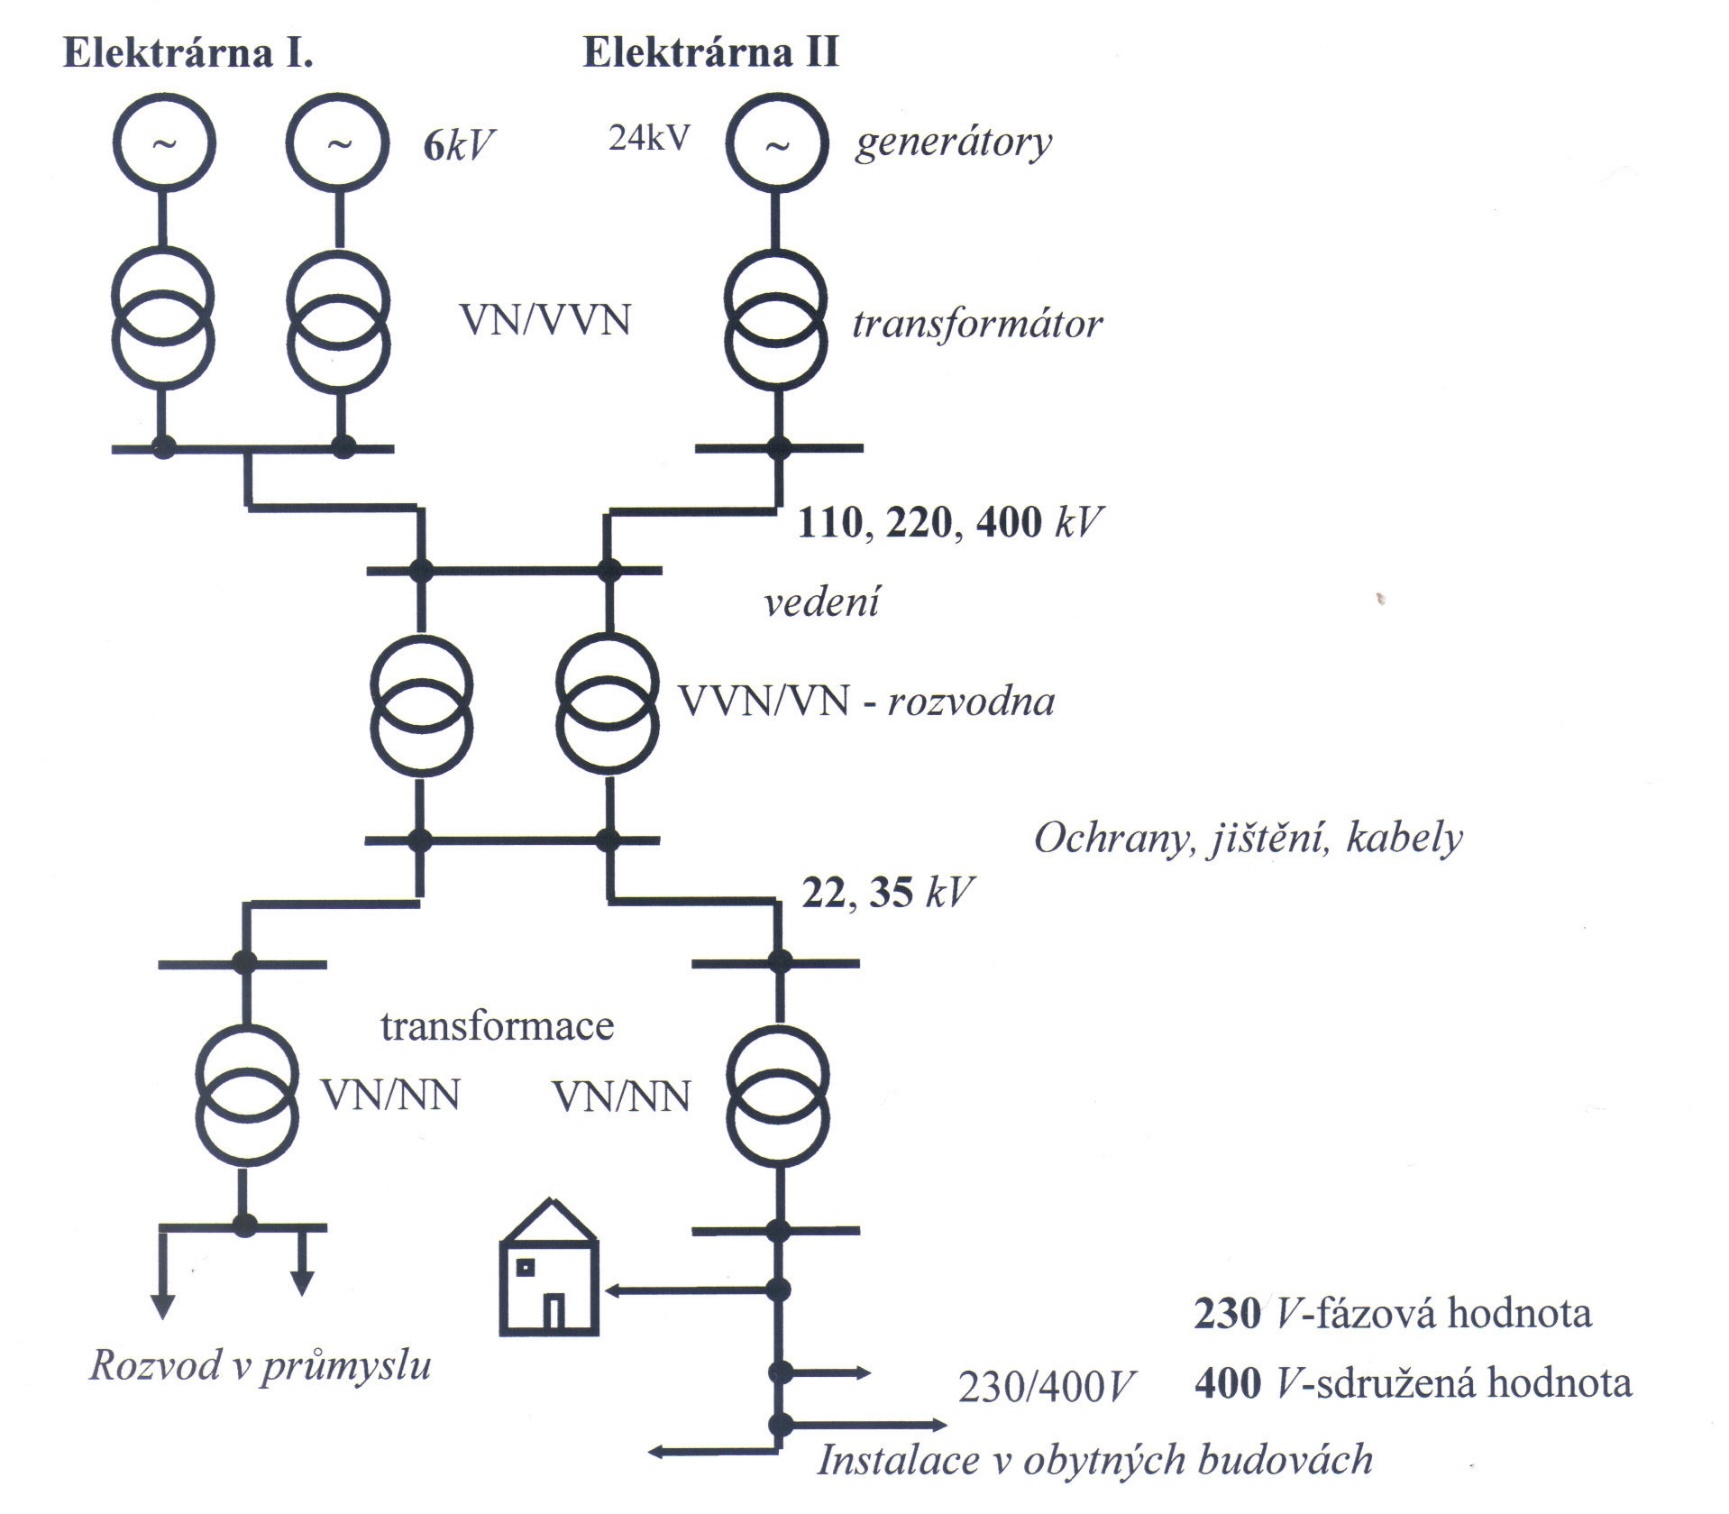 Elektrárna I.
Elektrárna II
~
~
6kV
24kV
~
generátory
VN/VVN
transformátor
110, 220, 400 kV
vedení
VVN/VN - rozvodna
Ochrany, jištění, kabely
22, 35 kV
transformace
VN/NN
VN/NN
230 V-fázová hodnota
Rozvod v průmyslu
230/400V
400 V-sdružená hodnota
Instalace v obytných budovách